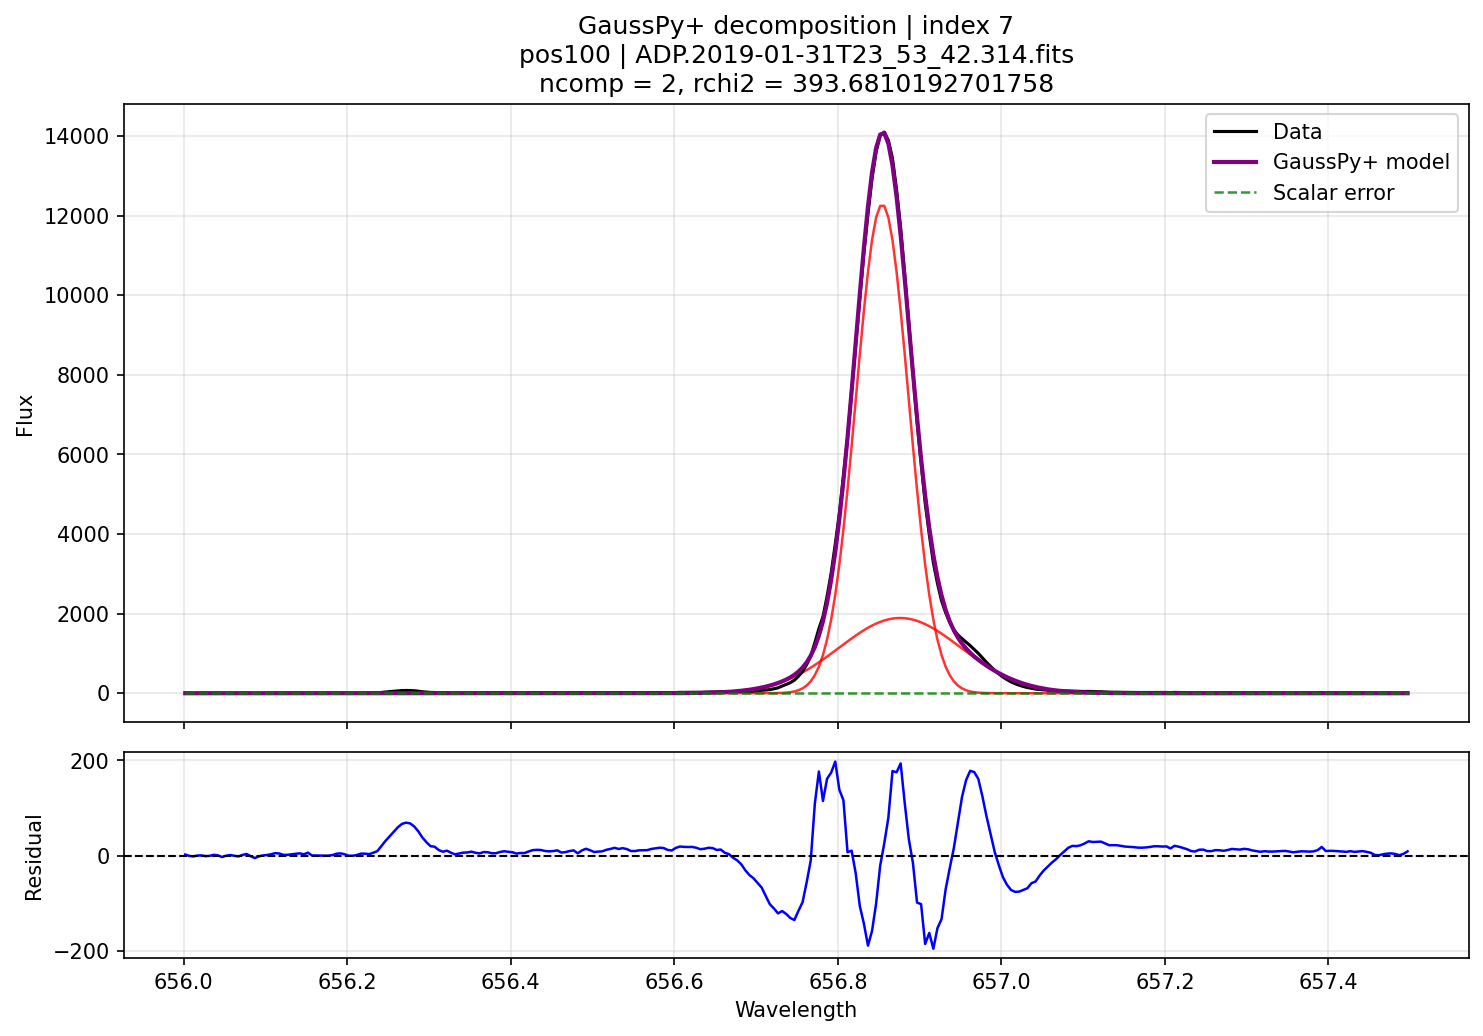 GaussPy+ decomposition | index 7
pos100 | ADP.2019-01-31T23_53_42.314.fits
ncomp = 2, rchi2 = 393.6810192701758
Data
GaussPy+ model
Scalar error
14000
12000
10000
8000
6000
4000
2000
0
Flux
200
0
−200
Residual
656.0
656.2
656.4
656.6
656.8
657.0
657.2
657.4
Wavelength